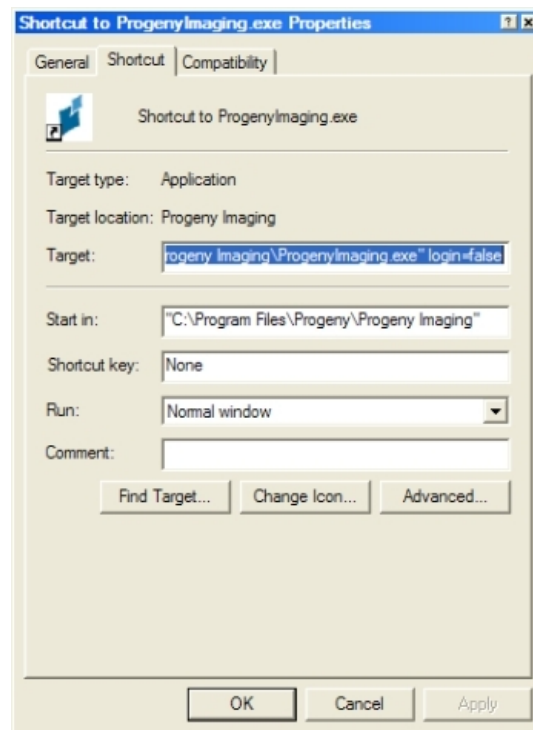 Shortcut to ProgenyImaging.exe Properties
General Shortcut Compatibility
Shortcut to ProgenyImaging.exe
Target type: Application
Target location: Progeny Imaging
Target: rogeny Imaging\ProgenyImaging.exe" login=false
Start in: "C:\Program Files\Progeny\Progeny Imaging"
Shortcut key: None
Run: Normal window
Comment:
Find Target... Change Icon... Advanced...
OK Cancel Apply